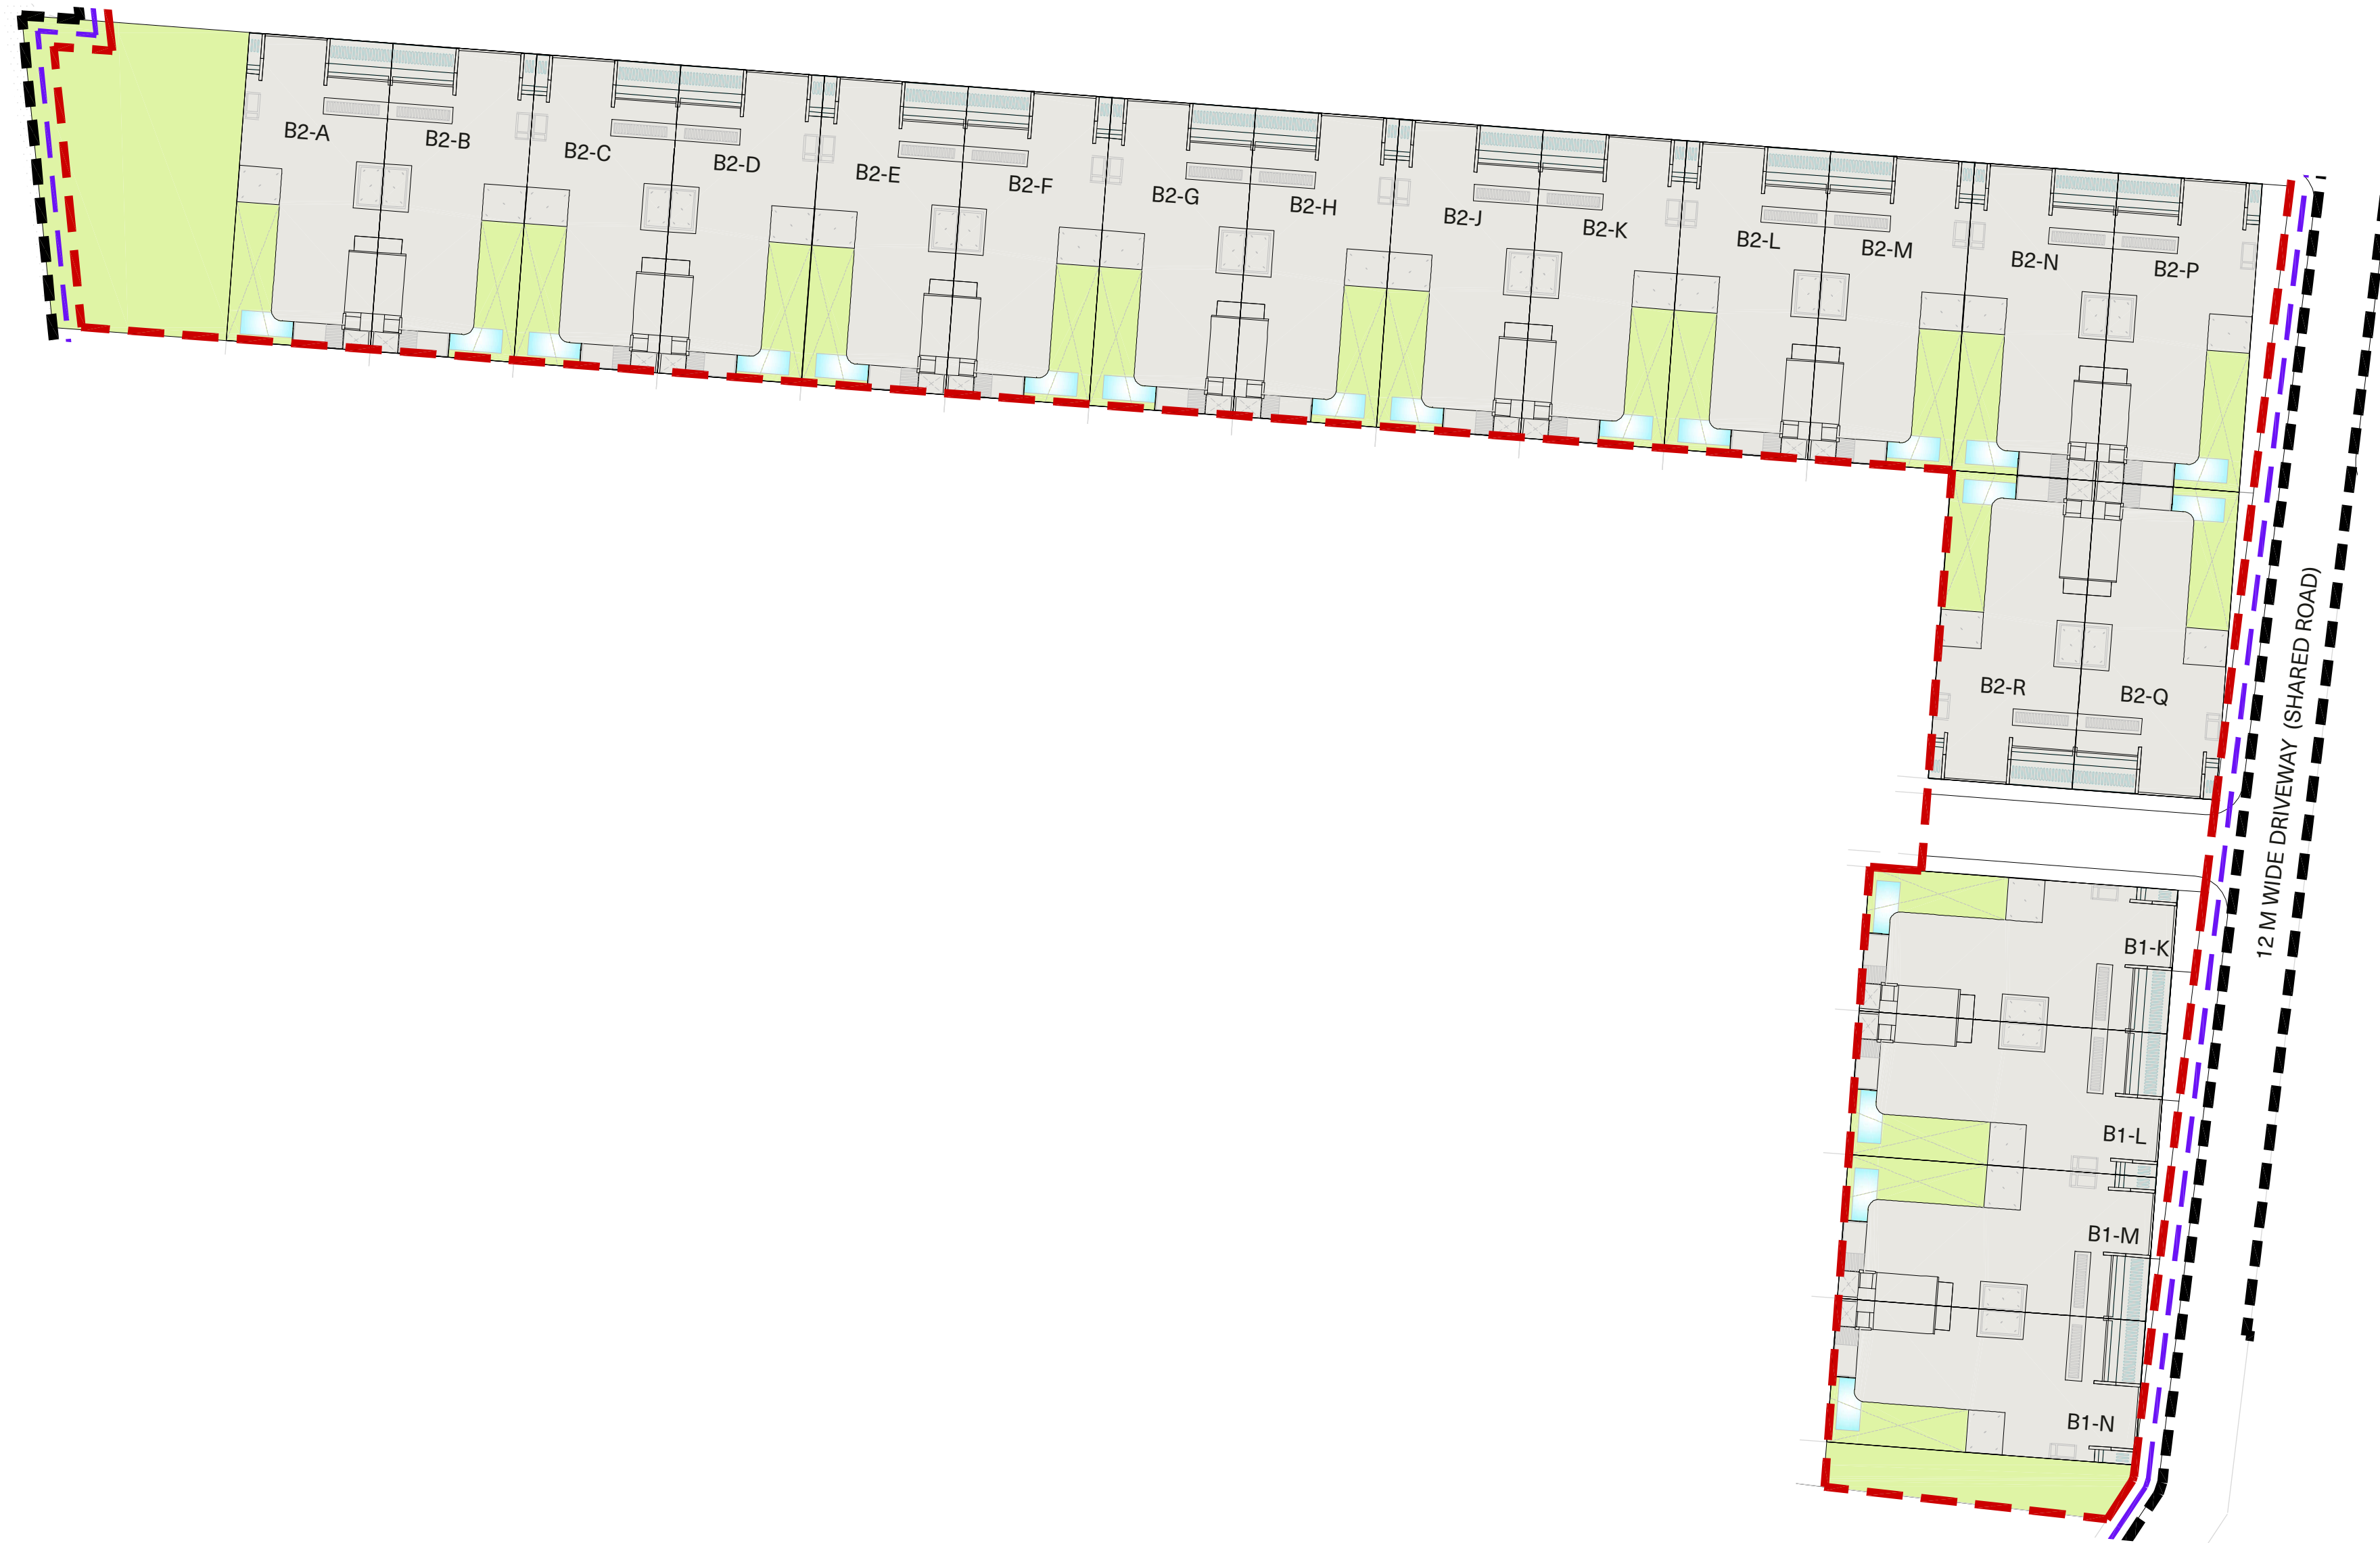 B2-A
B2-B
B2-C
B2-D
B2-E
B2-F
B2-G
B2-H
B2-J
B2-K
B2-L
B2-M
B2-N
B2-P
B2-R
B2-Q
12 M WIDE DRIVEWAY (SHARED ROAD)
B1-K
B1-L
B1-M
B1-N